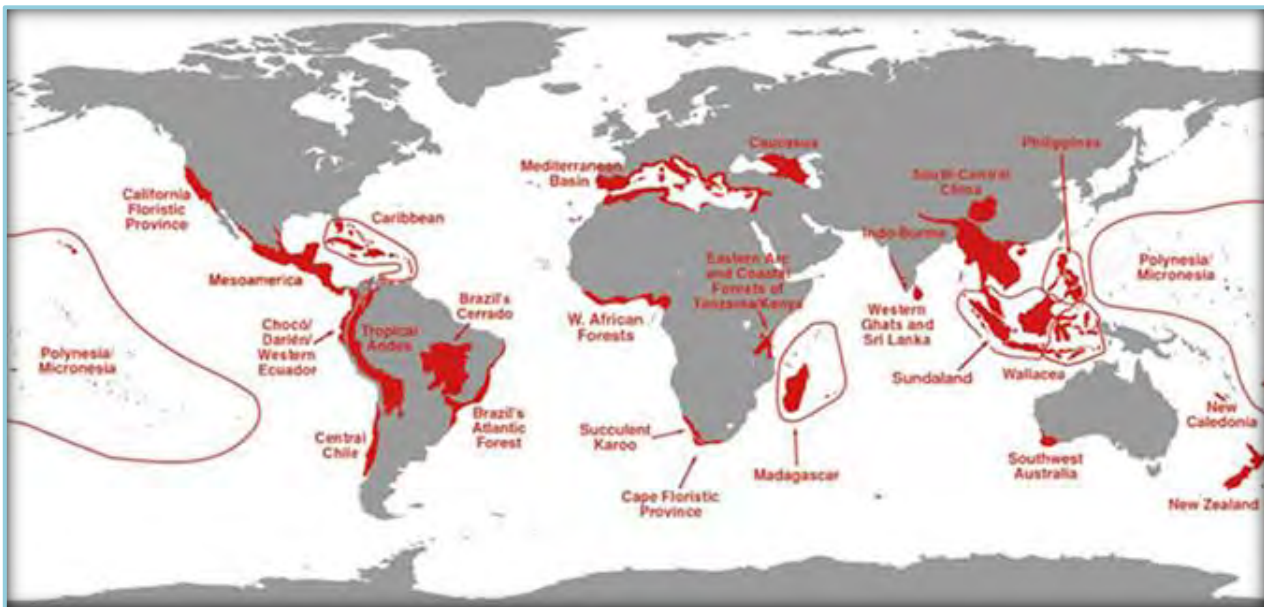 California
Floristic
Province
Caribbean
Mesoamerica
Polynesia/
Micronesia
Chocó/
Darién/
Western
Ecuador
Tropical
Andes
Brazil's
Cerrado
Brazil's
Atlantic
Forest
Central
Chile
Mediterranean
Basin
Caucasus
W. African
Forests
Eastern Arc
and Coastal
Forests of
Tanzania/Kenya
Succulent
Karoo
Cape Floristic
Province
Madagascar
South-Central
China
Philippines
Indo-Burma
Western
Ghats and
Sri Lanka
Sundaland
Wallacea
Polynesia/
Micronesia
New
Caledonia
Southwest
Australia
New Zealand